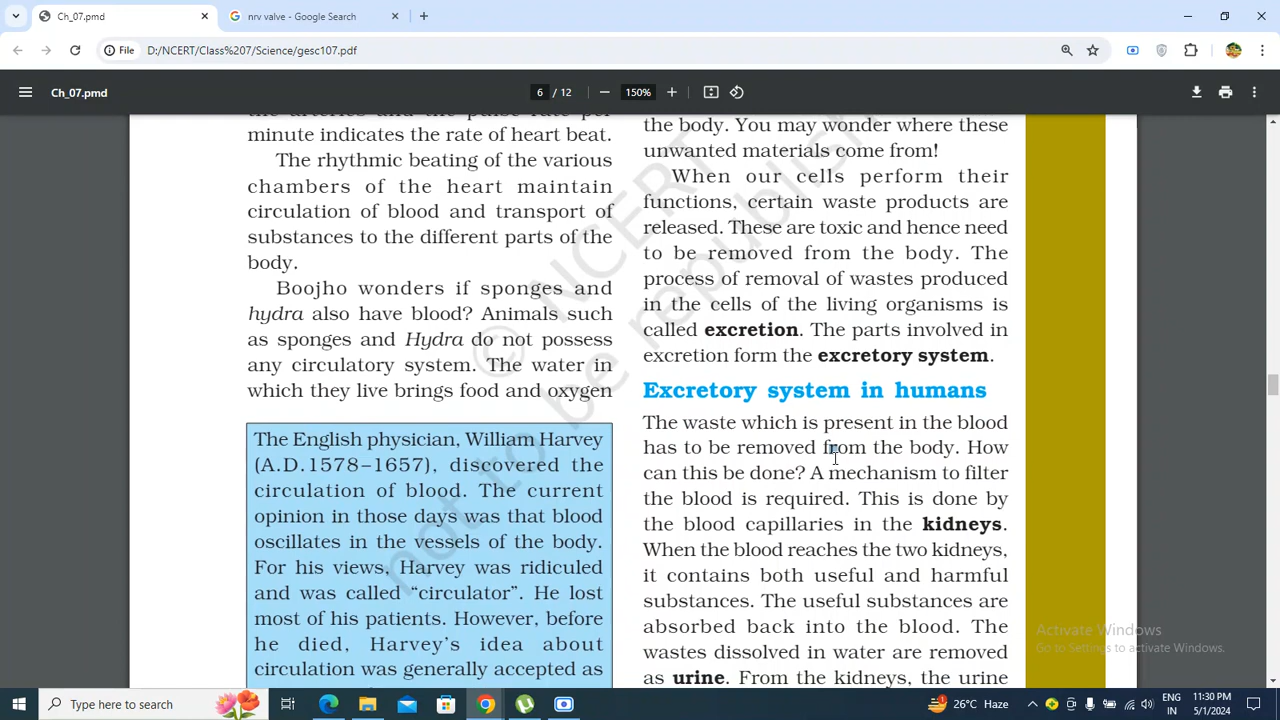 Ch_07.pmd
nrv valve - Google Search
File
D:/NCERT/Class%207/Science/gesc107.pdf
Ch_07.pmd
6 / 12
150%
minute indicates the rate of heart beat.
The rhythmic beating of the various
chambers of the heart maintain
circulation of blood and transport of
substances to the different parts of the
body.
Boojho wonders if sponges and
hydra also have blood? Animals such
as sponges and Hydra do not possess
any circulatory system. The water in
which they live brings food and oxygen
The English physician, William Harvey
(A.D.1578–1657), discovered the
circulation of blood. The current
opinion in those days was that blood
oscillates in the vessels of the body.
For his views, Harvey was ridiculed
and was called “circulator”. He lost
most of his patients. However, before
he died, Harvey's idea about
circulation was generally accepted as
the body. You may wonder where these
unwanted materials come from!
When our cells perform their
functions, certain waste products are
released. These are toxic and hence need
to be removed from the body. The
process of removal of wastes produced
in the cells of the living organisms is
called excretion. The parts involved in
excretion form the excretory system.
Excretory system in humans
The waste which is present in the blood
has to be removed from the body. How
can this be done? A mechanism to filter
the blood is required. This is done by
the blood capillaries in the kidneys.
When the blood reaches the two kidneys,
it contains both useful and harmful
substances. The useful substances are
absorbed back into the blood. The
wastes dissolved in water are removed
as urine. From the kidneys, the urine
© NCERT
not to be republish
Activate Windows
Go to Settings to activate Windows.
Type here to search
26°C Haze
ENG
IN
11:30 PM
5/1/2024